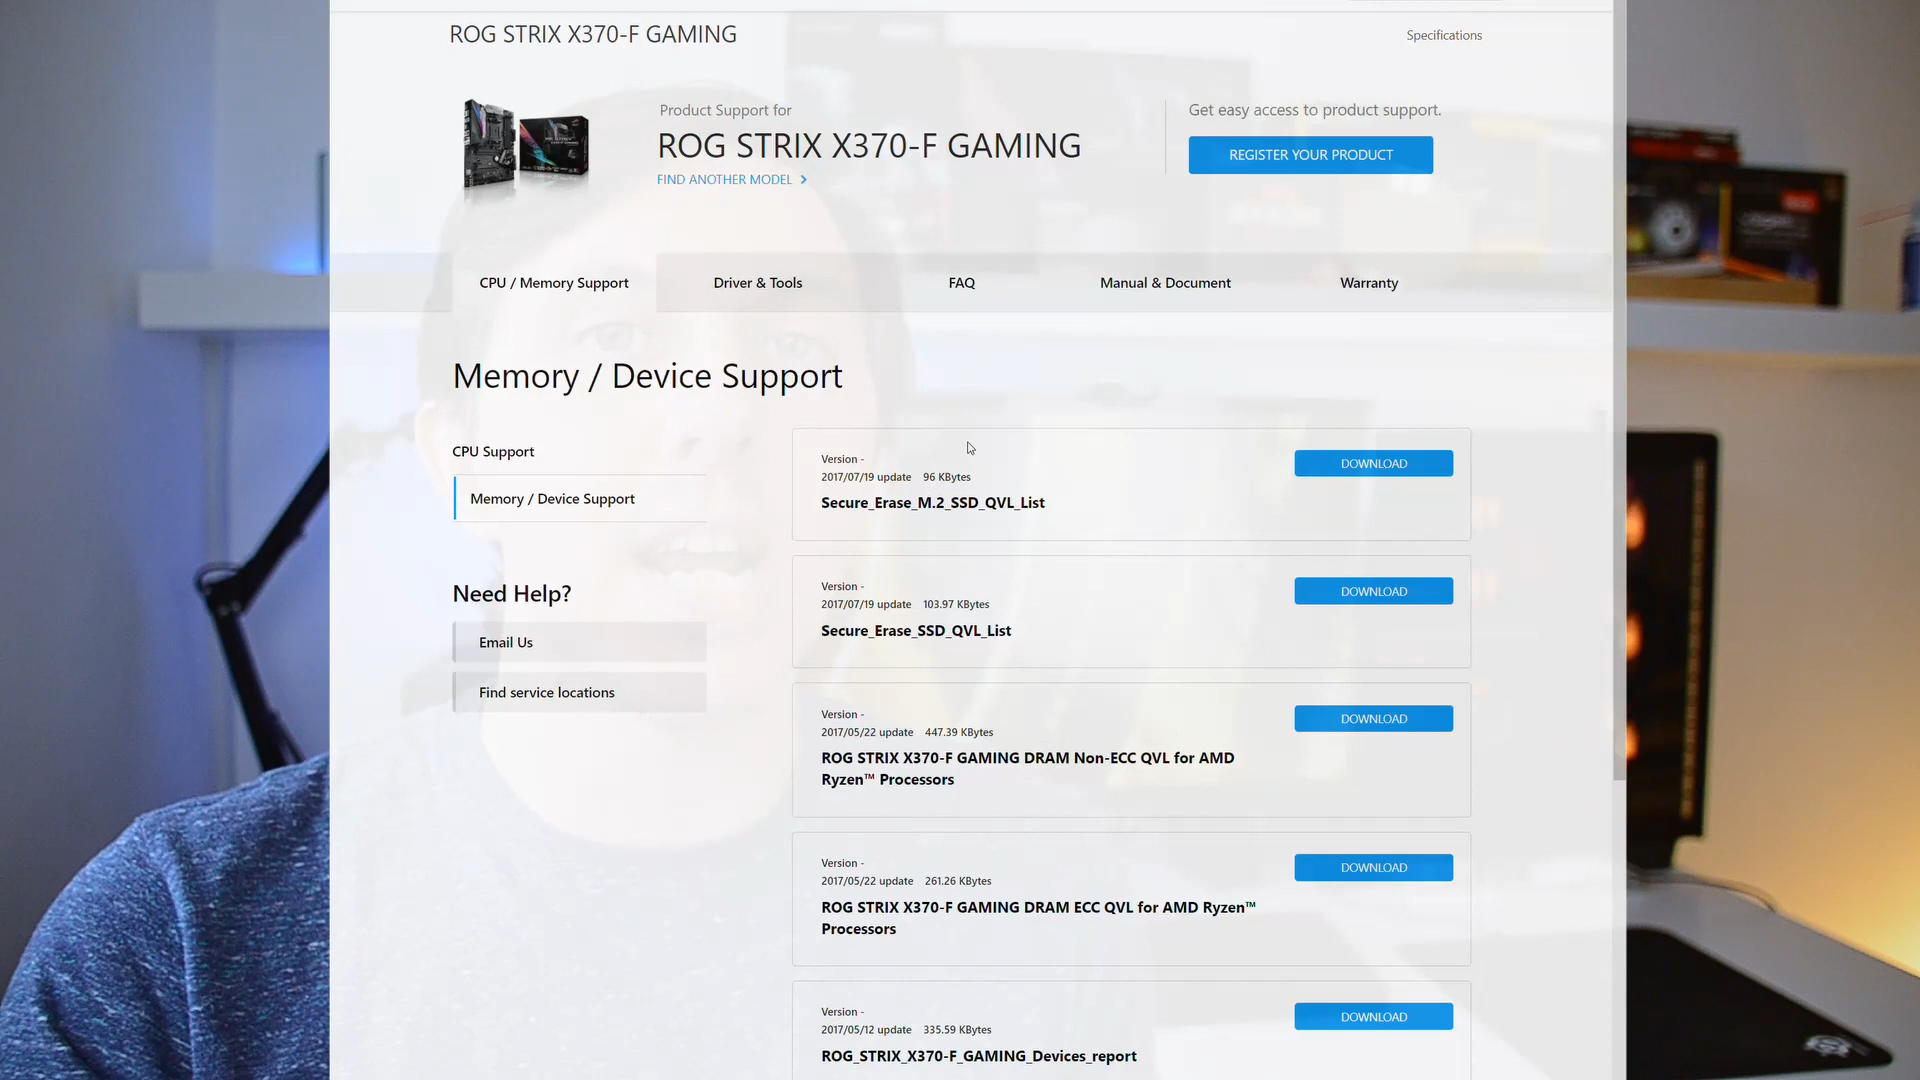 ROG STRIX X370-F GAMING
Specifications
Product Support for
ROG STRIX X370-F GAMING
FIND ANOTHER MODEL
Get easy access to product support.
REGISTER YOUR PRODUCT
CPU / Memory Support
Driver & Tools
FAQ
Manual & Document
Warranty
Memory / Device Support
CPU Support
Memory / Device Support
Need Help?
Email Us
Find service locations
Version -
2017/07/19 update 96 KBytes
Secure_Erase_M.2_SSD_QVL_List
DOWNLOAD
Version -
2017/07/19 update 103.97 KBytes
Secure_Erase_SSD_QVL_List
DOWNLOAD
Version -
2017/05/22 update 447.39 KBytes
ROG STRIX X370-F GAMING DRAM Non-ECC QVL for AMD
Ryzen™ Processors
DOWNLOAD
Version -
2017/05/22 update 261.26 KBytes
ROG STRIX X370-F GAMING DRAM ECC QVL for AMD Ryzen™
Processors
DOWNLOAD
Version -
2017/05/12 update 335.59 KBytes
ROG_STRIX_X370-F_GAMING_Devices_report
DOWNLOAD